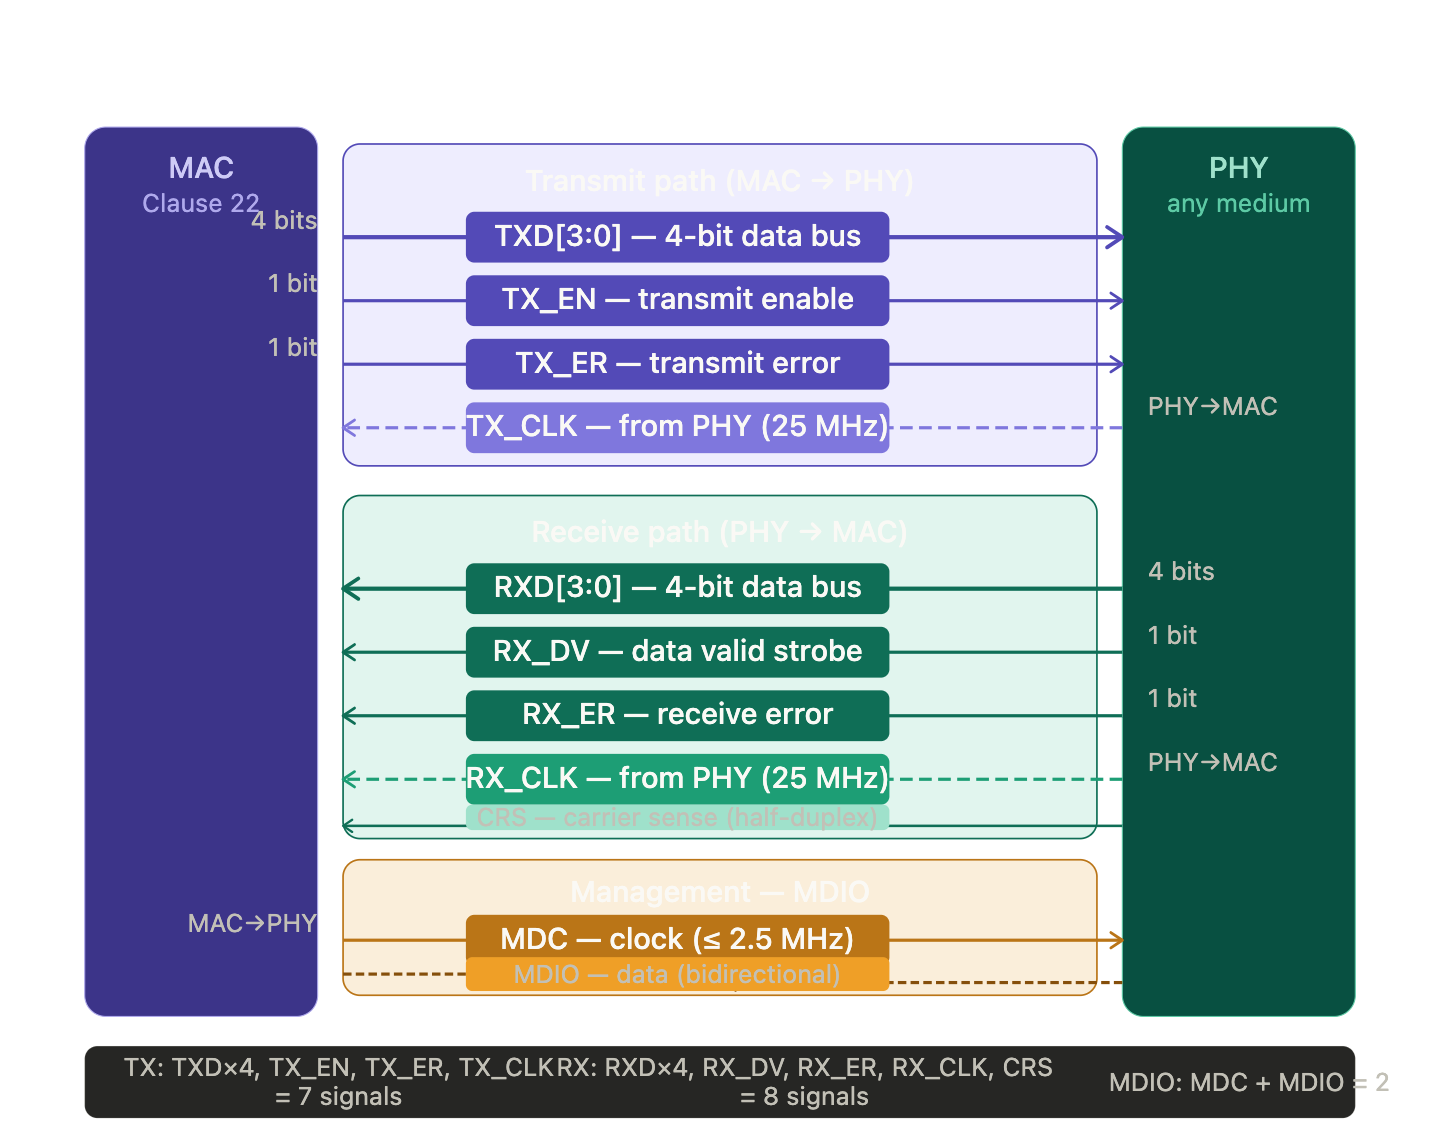 MAC
Clause 22
PHY
any medium
Transmit path (MAC → PHY)
4 bits
TXD[3:0] — 4-bit data bus
1 bit
TX_EN — transmit enable
1 bit
TX_ER — transmit error
TX_CLK — from PHY (25 MHz)
PHY→MAC
Receive path (PHY → MAC)
RXD[3:0] — 4-bit data bus
4 bits
RX_DV — data valid strobe
1 bit
RX_ER — receive error
1 bit
RX_CLK — from PHY (25 MHz)
PHY→MAC
CRS — carrier sense (half-duplex)
Management — MDIO
MAC→PHY
MDC — clock (≤ 2.5 MHz)
MDIO — data (bidirectional)
TX: TXD×4, TX_EN, TX_ER, TX_CLK
= 7 signals
RX: RXD×4, RX_DV, RX_ER, RX_CLK, CRS
= 8 signals
MDIO: MDC + MDIO = 2